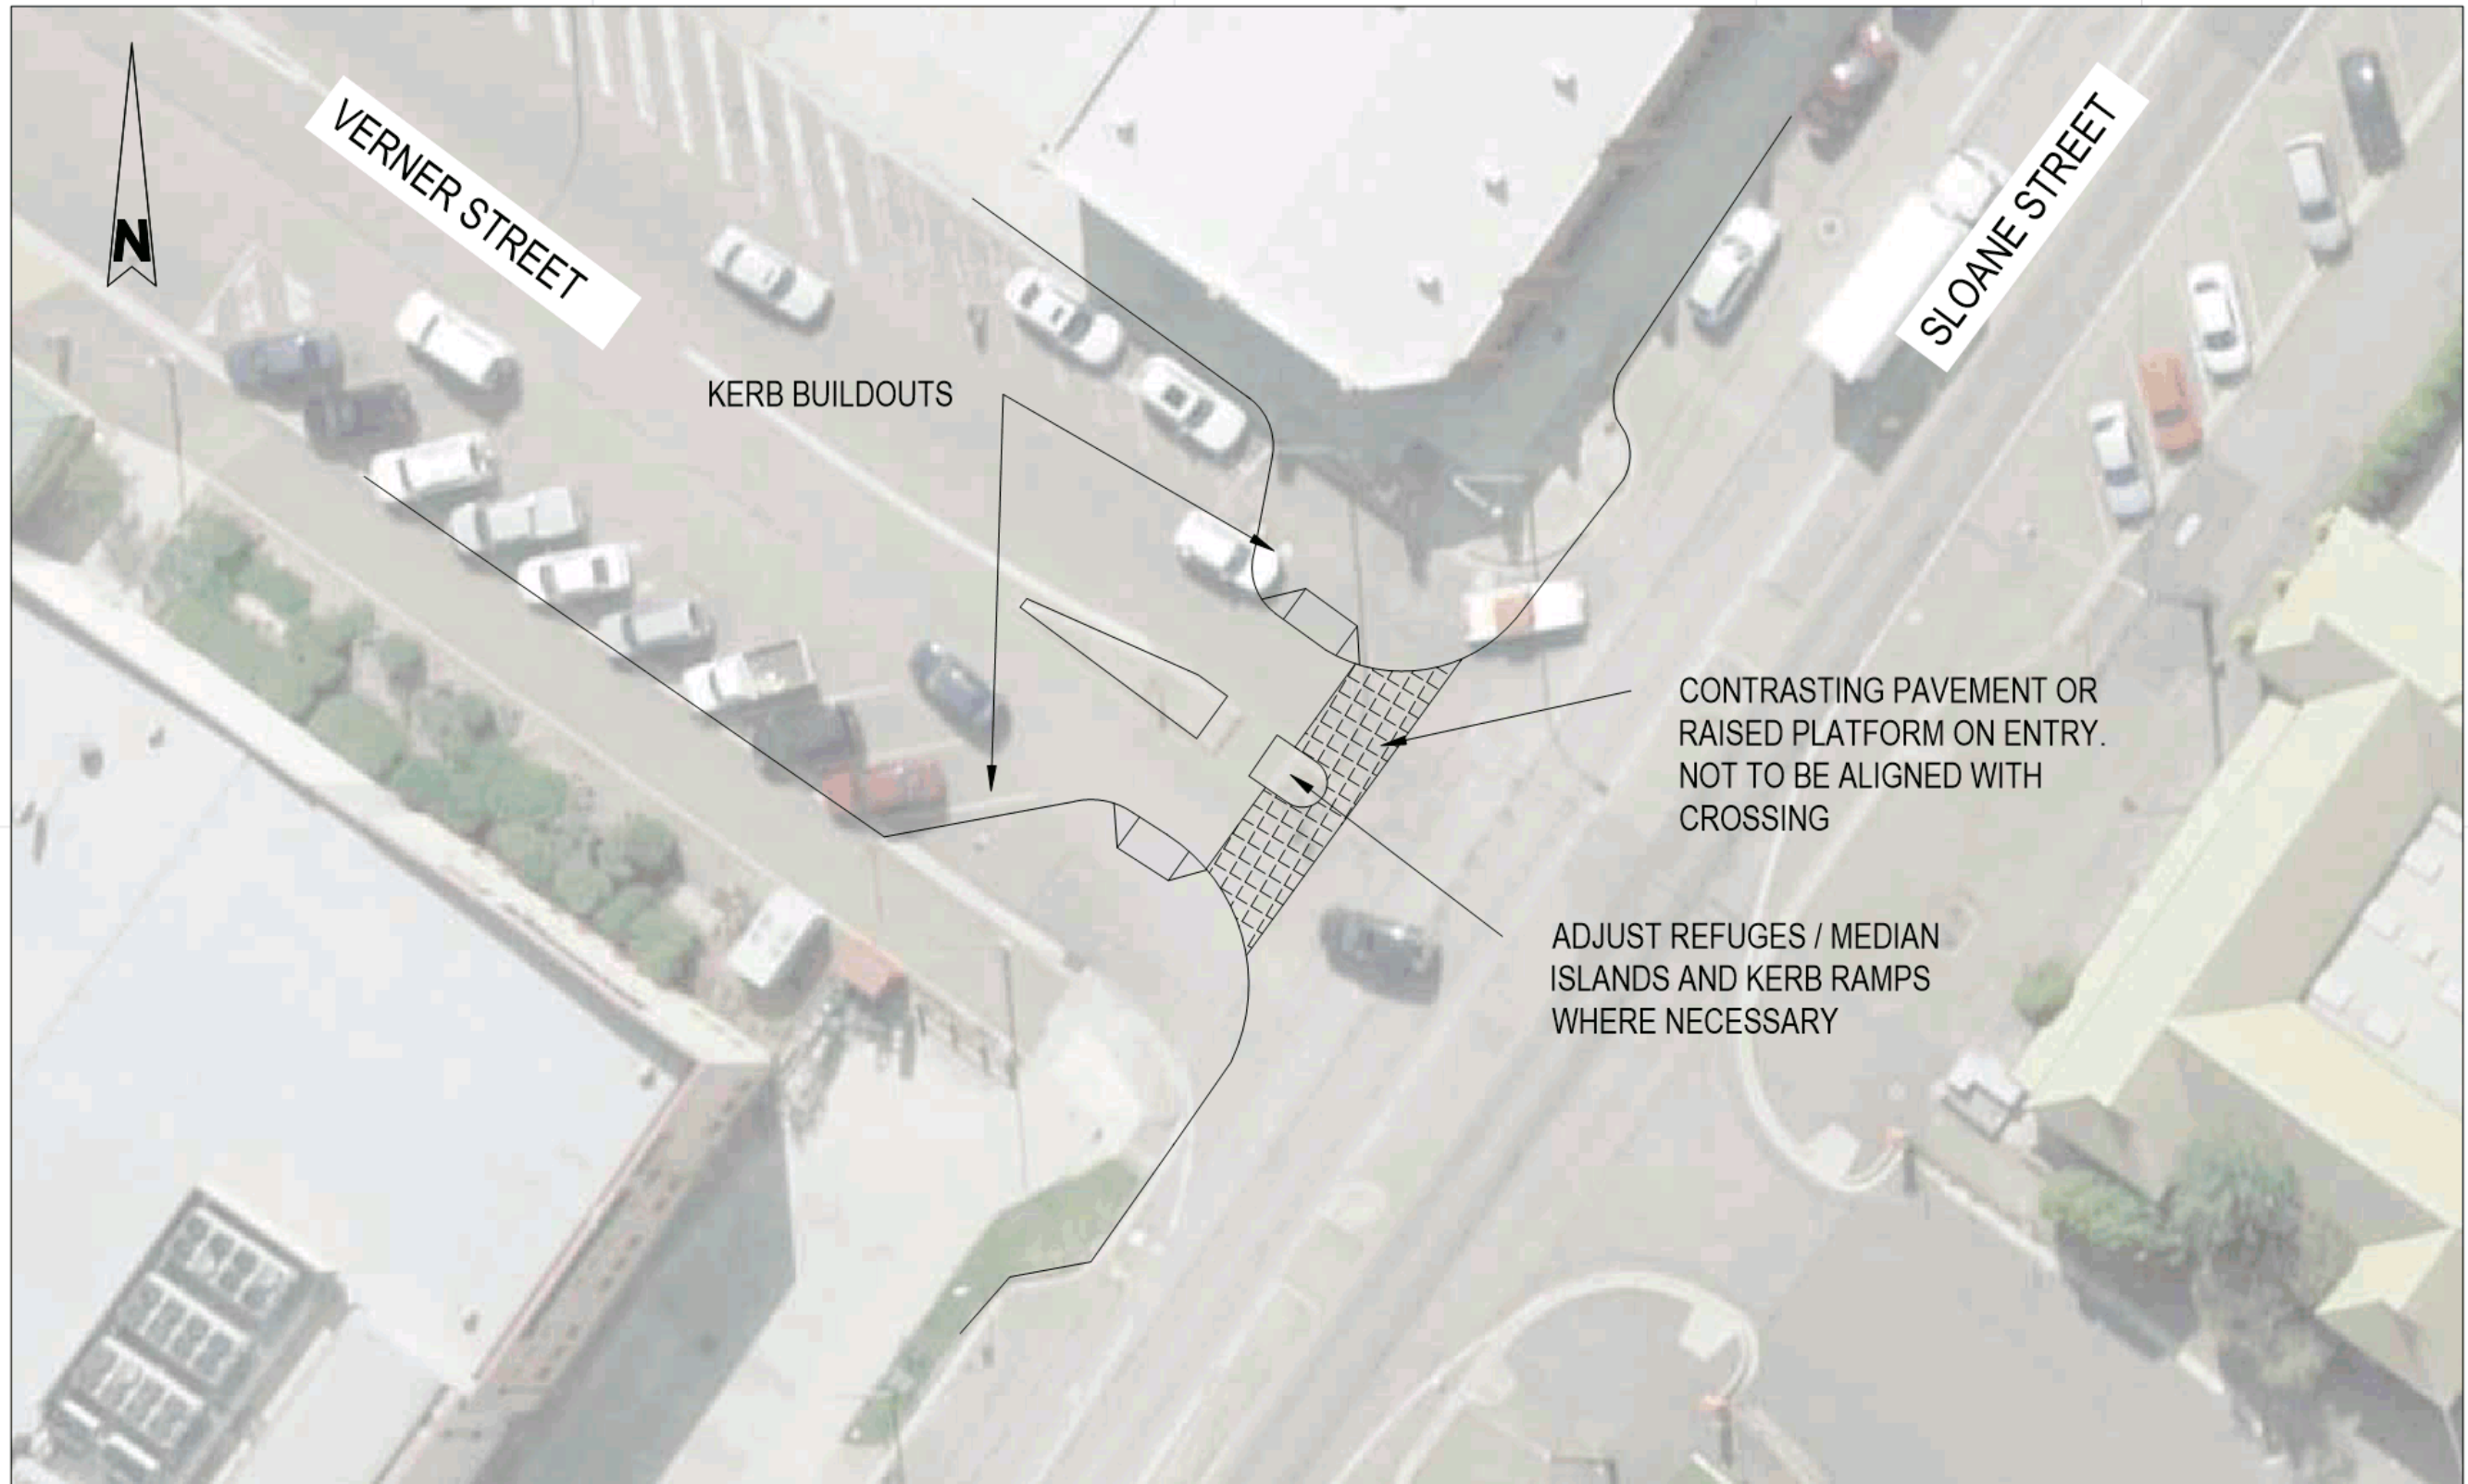 VERNER STREET
SLOANE STREET
N
KERB BUILDOUTS
CONTRASTING PAVEMENT OR
RAISED PLATFORM ON ENTRY.
NOT TO BE ALIGNED WITH
CROSSING
ADJUST REFUGES / MEDIAN
ISLANDS AND KERB RAMPS
WHERE NECESSARY